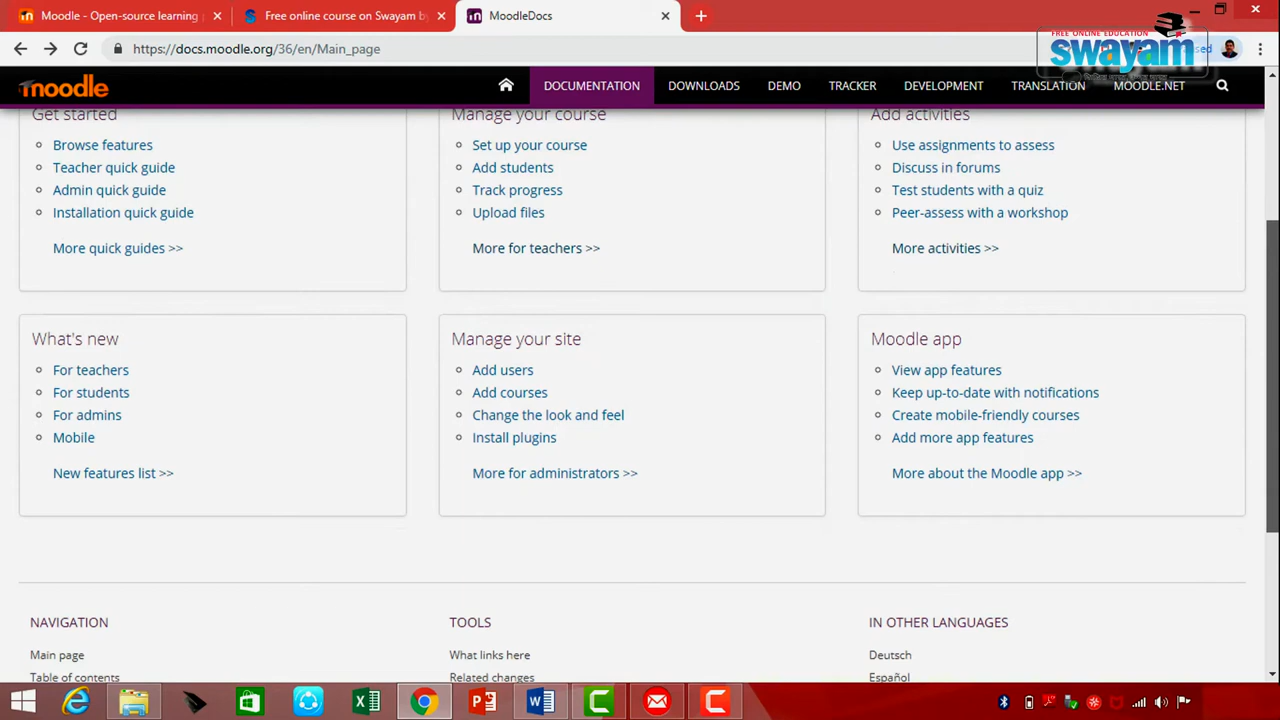 Moodle - Open-source learning
Free online course on Swayam by
MoodleDocs
https://docs.moodle.org/36/en/Main_page
FREE ONLINE EDUCATION
swayam
moodle
DOCUMENTATION
DOWNLOADS
DEMO
TRACKER
DEVELOPMENT
TRANSLATION
MOODLE.NET
Get started
Browse features
Teacher quick guide
Admin quick guide
Installation quick guide
More quick guides >>
Manage your course
Set up your course
Add students
Track progress
Upload files
More for teachers >>
Add activities
Use assignments to assess
Discuss in forums
Test students with a quiz
Peer-assess with a workshop
More activities >>
What's new
For teachers
For students
For admins
Mobile
New features list >>
Manage your site
Add users
Add courses
Change the look and feel
Install plugins
More for administrators >>
Moodle app
View app features
Keep up-to-date with notifications
Create mobile-friendly courses
Add more app features
More about the Moodle app >>
NAVIGATION
Main page
Table of contents
TOOLS
What links here
Related changes
IN OTHER LANGUAGES
Deutsch
Español